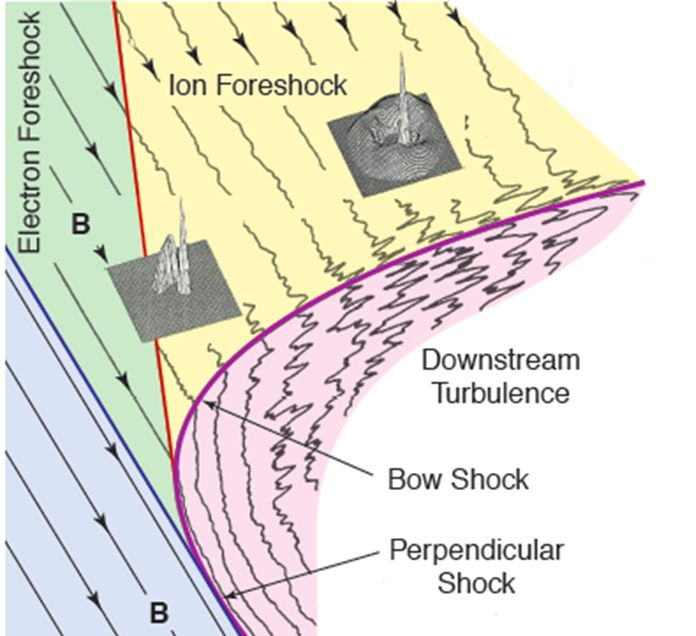 Electron Foreshock
Ion Foreshock
B
Downstream
Turbulence
Bow Shock
Perpendicular
Shock
B